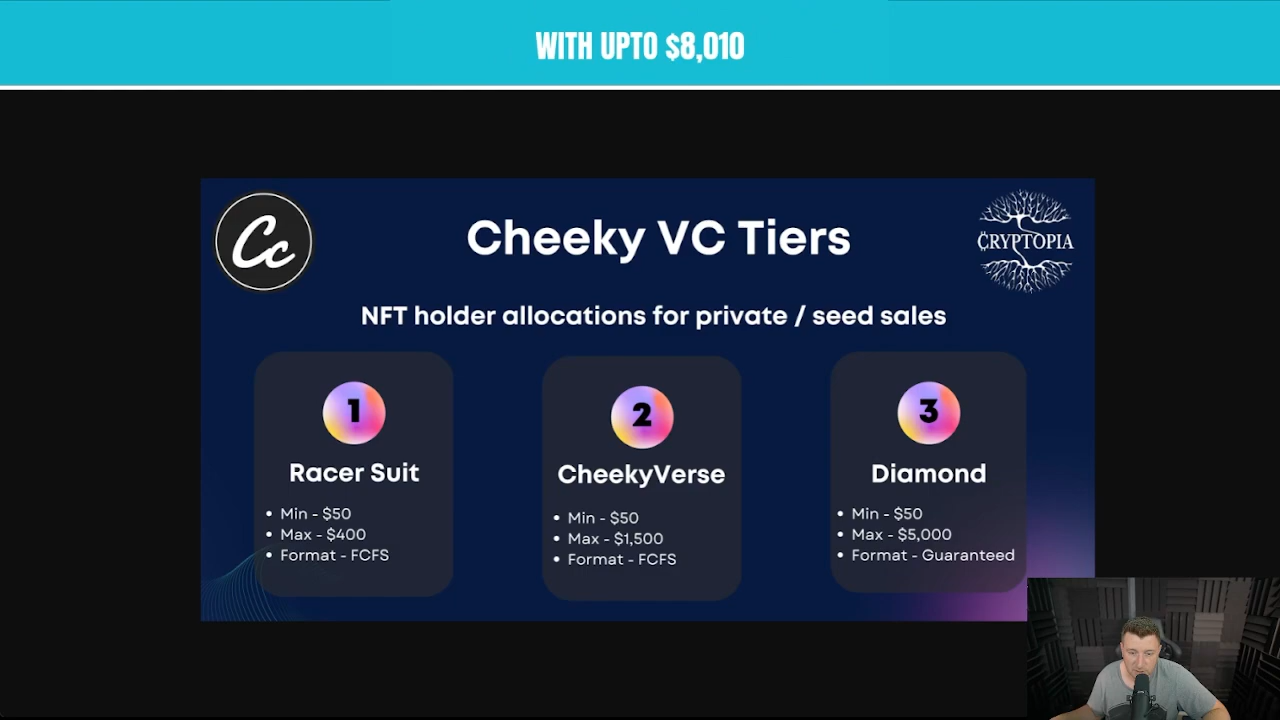 WITH UPTO $8,010
Cc
Cheeky VC Tiers
CRYPTOPIA
NFT holder allocations for private / seed sales
1
Racer Suit
• Min - $50
• Max - $400
• Format - FCFS
2
CheekyVerse
• Min - $50
• Max - $1,500
• Format - FCFS
3
Diamond
• Min - $50
• Max - $5,000
• Format - Guaranteed